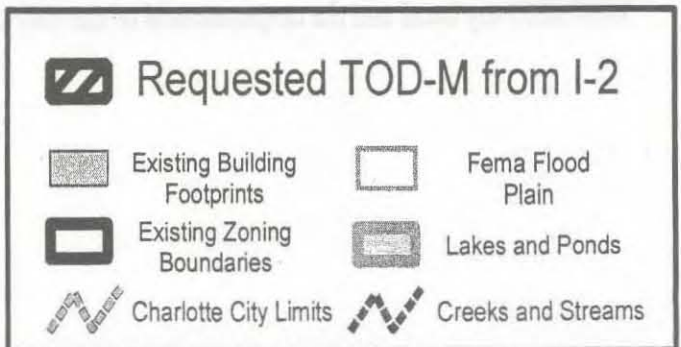 Requested TOD-M from I-2
Existing Building
Footprints
Fema Flood
Plain
Existing Zoning
Boundaries
Lakes and Ponds
Charlotte City Limits
Creeks and Streams